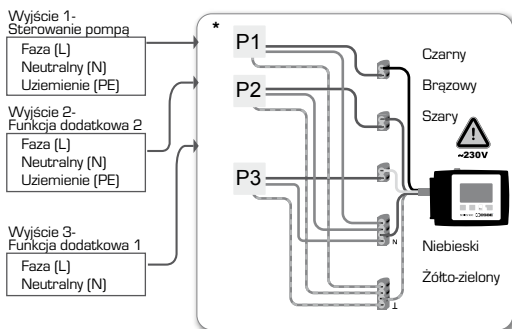 Wyjście 1-
Sterowanie pompą
Faza (L)
Neutralny (N)
Uziemienie (PE)
Wyjście 2-
Funkcja dodatkowa 2
Faza (L)
Neutralny (N)
Uziemienie (PE)
Wyjście 3-
Funkcja dodatkowa 1
Faza (L)
Neutralny (N)
*
P1
P2
P3
N
Czarny
Brązowy
Szary
~230V
Niebieski
Żółto-zielony